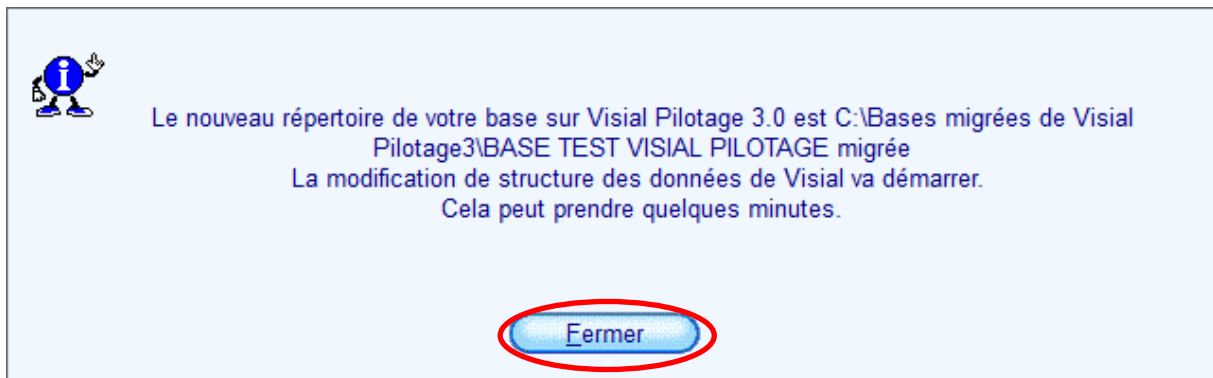 i
Le nouveau répertoire de votre base sur Visial Pilotage 3.0 est C:\Bases migrées de Visial
Pilotage3\BASE TEST VISIAL PILOTAGE migrée
La modification de structure des données de Visial va démarrer.
Cela peut prendre quelques minutes.
Fermer